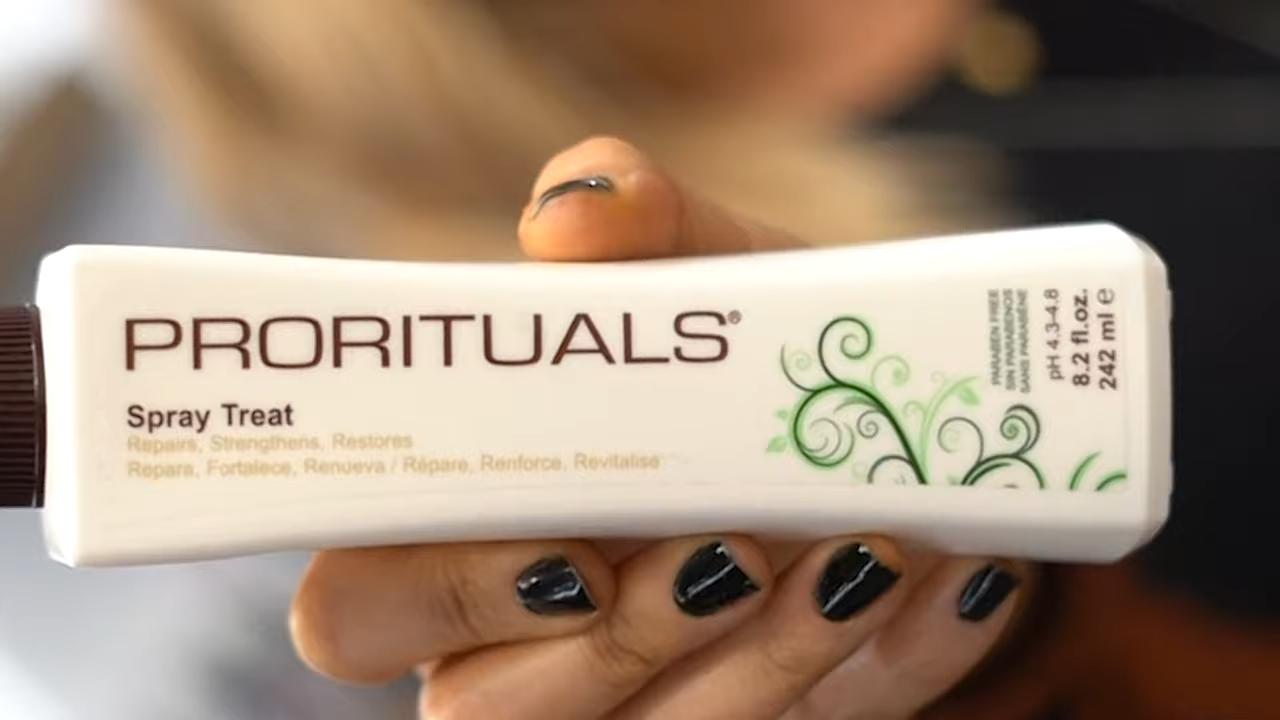 PRORITUALS®
Spray Treat
Repairs, Strengthens, Restores
Repara, Fortalece, Renueva / Répare, Renforce, Revitalise
PARABEN FREE
SIN PARABENOS
SANS PARABÈNE
pH 4.3-4.8
8.2 fl.oz.
242 ml e